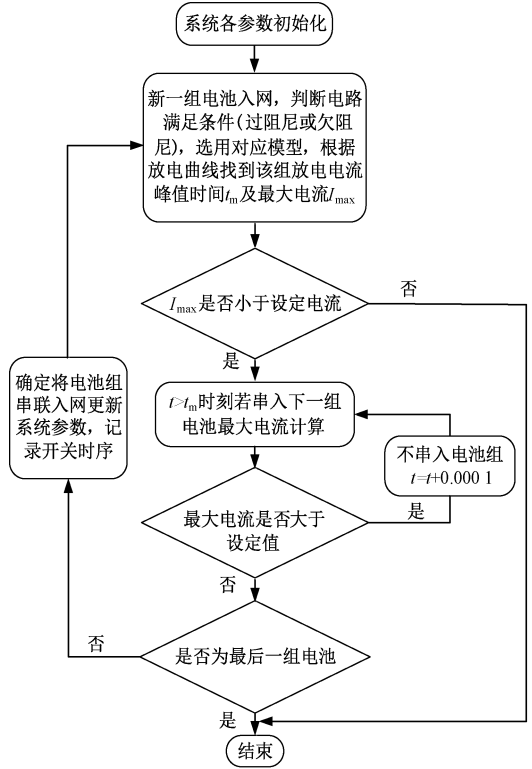 系统各参数初始化
新一组电池入网，判断电路
满足条件(过阻尼或欠阻
尼)，选用对应模型，根据
放电曲线找到该组放电电流
峰值时间tm及最大电流Imax
Imax是否小于设定电流
否
是
确定将电池组
串联入网更新
系统参数，记
录开关时序
t>tm时刻若串入下一组
电池最大电流计算
不串入电池组
t=t+0.000 1
最大电流是否大于
设定值
是
否
是否为最后一组电池
否
是
结束